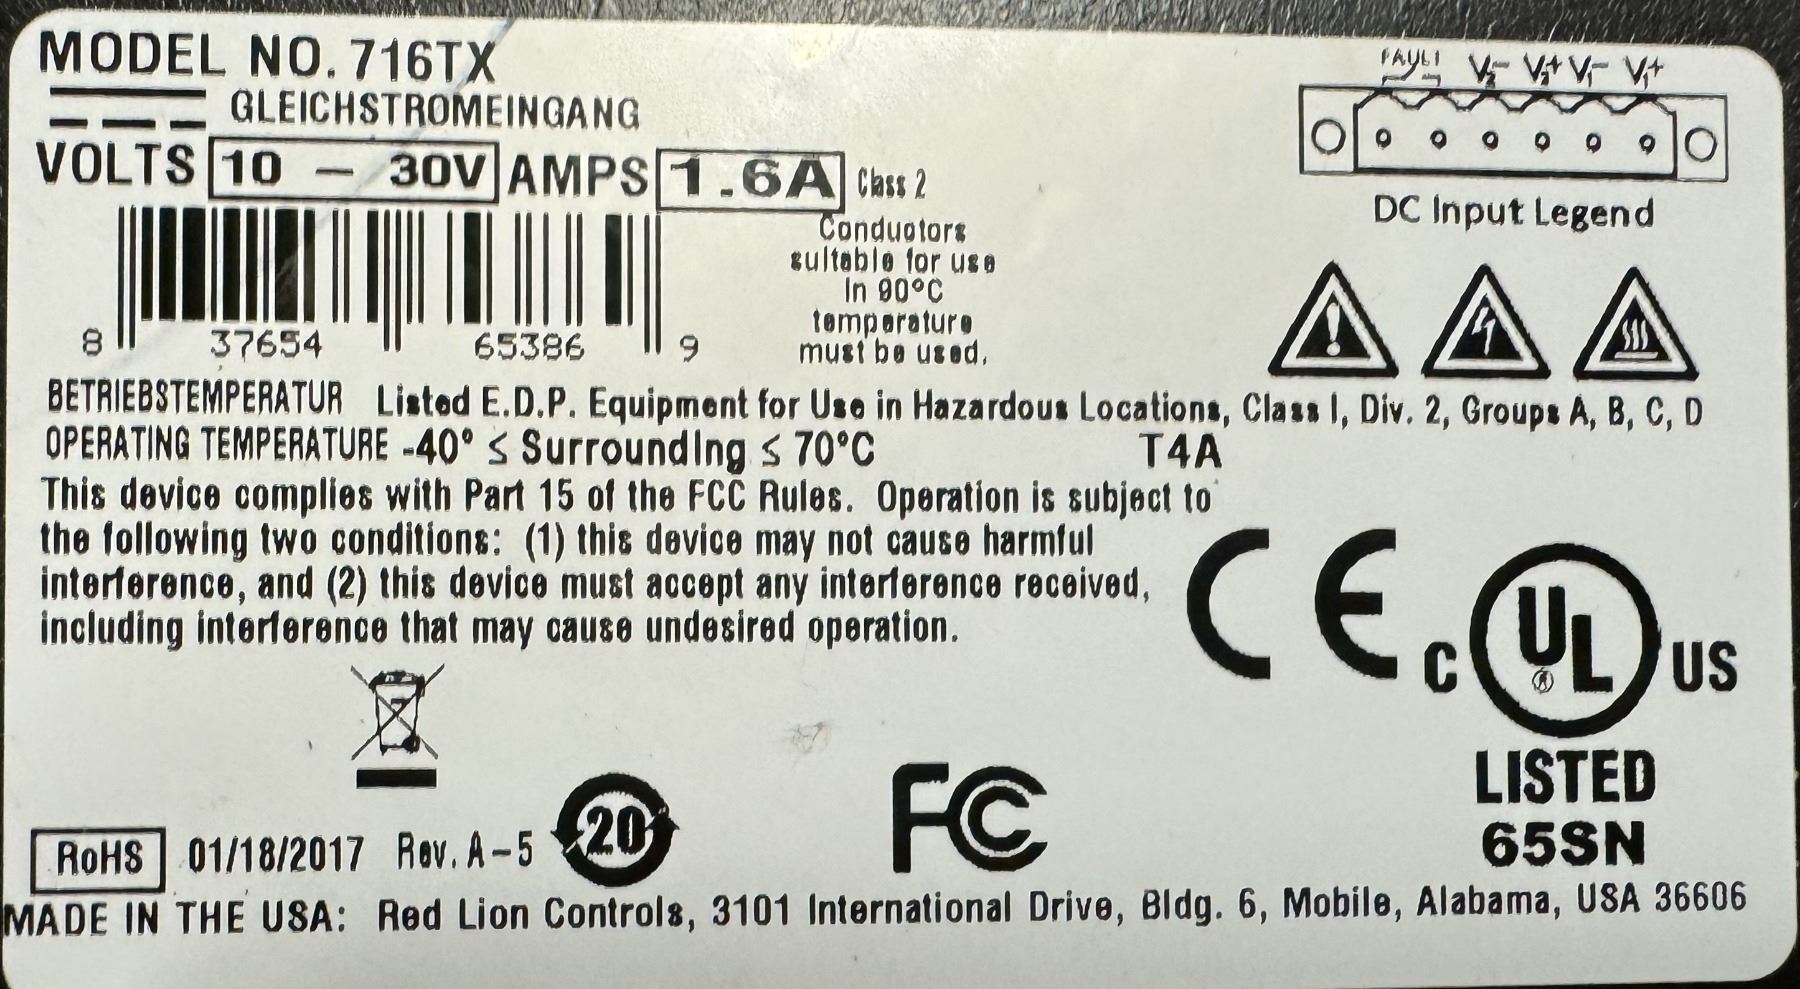 MODEL NO. 716TX
GLEICHSTROMEINGANG
VOLTS 10 – 30V AMPS 1.6A Class 2
Conductors
suitable for use
in 90°C
temperature
must be used.
8 37654 65386 9
FAULT V2- V2+ V1- V1+
DC Input Legend
BETRIEBSTEMPERATUR Listed E.D.P. Equipment for Use in Hazardous Locations, Class I, Div. 2, Groups A, B, C, D
OPERATING TEMPERATURE -40° ≤ Surrounding ≤ 70°C T4A
This device complies with Part 15 of the FCC Rules. Operation is subject to
the following two conditions: (1) this device may not cause harmful
interference, and (2) this device must accept any interference received,
including interference that may cause undesired operation.
CE
C UL ® US
LISTED
65SN
RoHS 01/18/2017 Rev. A-5 20 FC
MADE IN THE USA: Red Lion Controls, 3101 International Drive, Bldg. 6, Mobile, Alabama, USA 36606